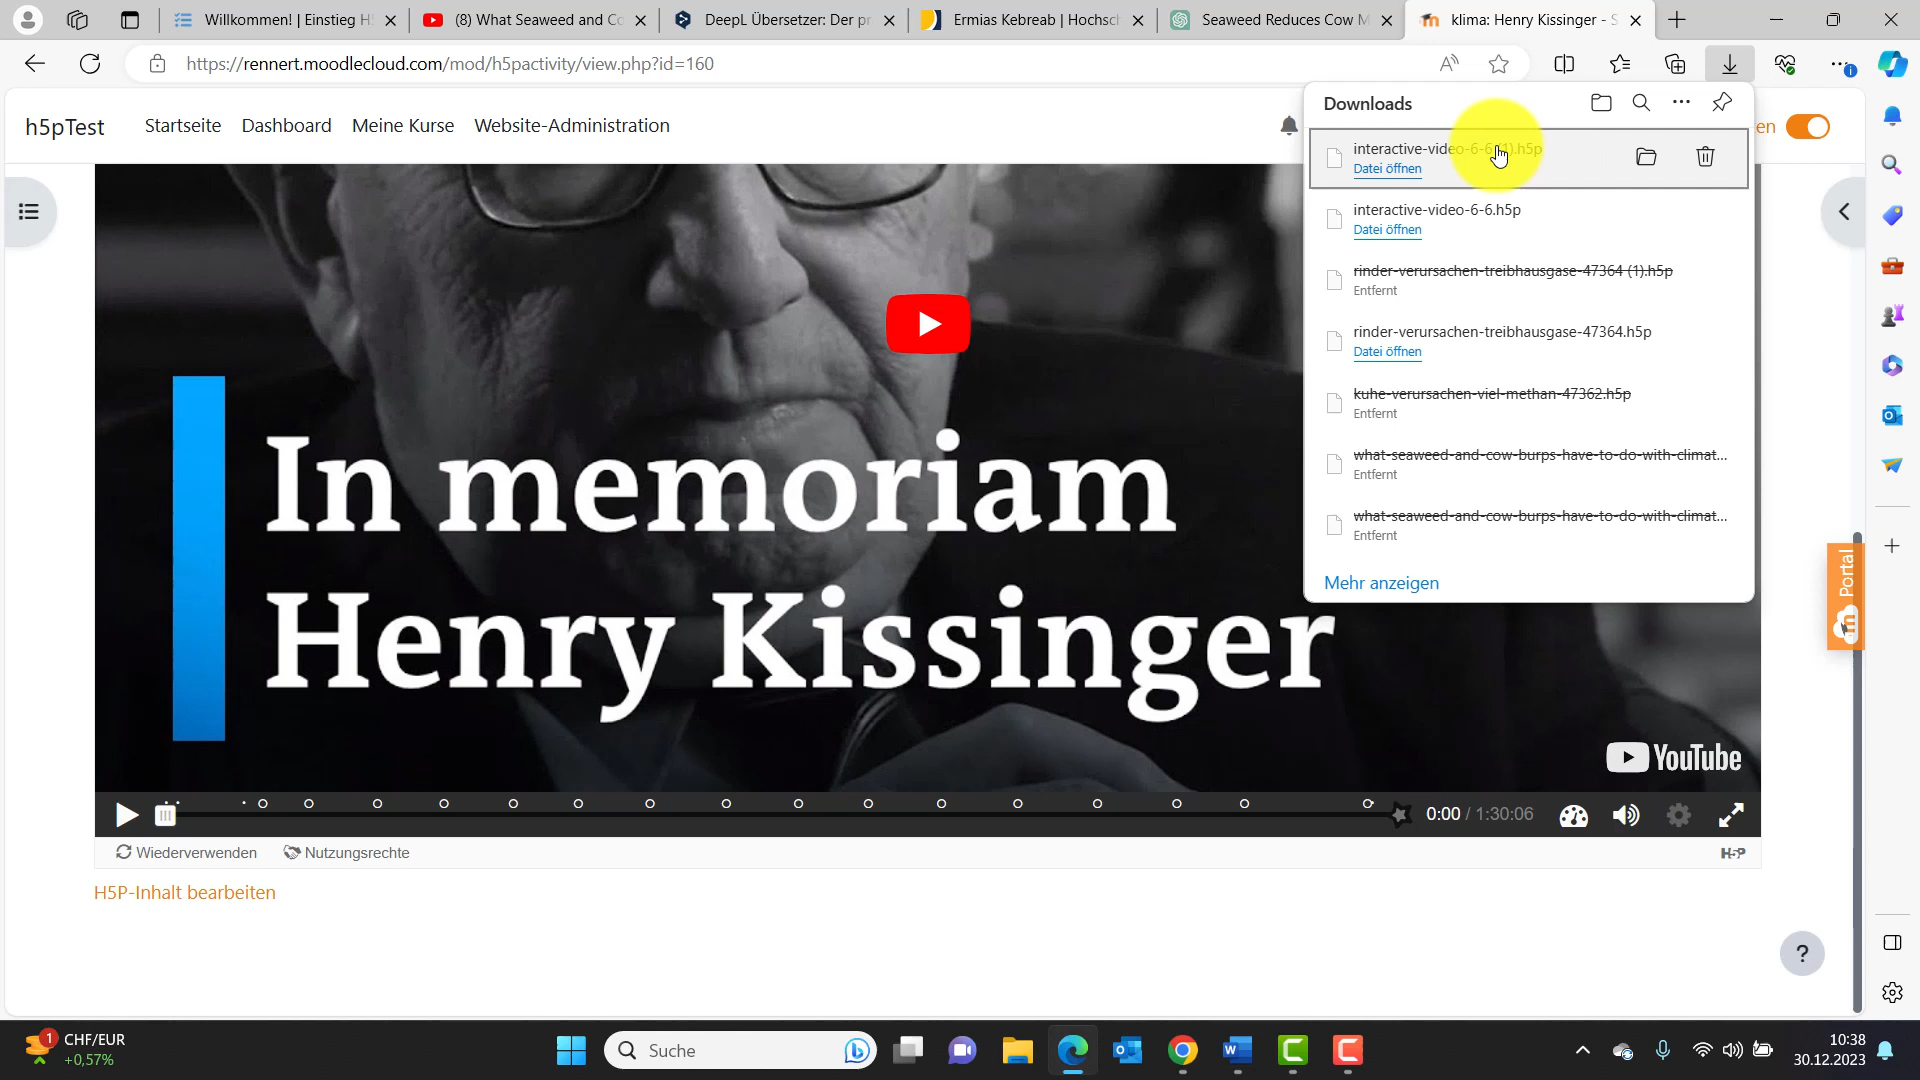 Willkommen! | Einstieg H
(8) What Seaweed and Co
DeepL Übersetzer: Der pr
Ermias Kebreab | Hochsch
Seaweed Reduces Cow M
klima: Henry Kissinger - S
https://rennert.moodlecloud.com/mod/h5pactivity/view.php?id=160
h5pTest
Startseite
Dashboard
Meine Kurse
Website-Administration
en
Downloads
interactive-video-6-6 (1).h5p
Datei öffnen
interactive-video-6-6.h5p
Datei öffnen
rinder-verursachen-treibhausgase-47364 (1).h5p
Entfernt
rinder-verursachen-treibhausgase-47364.h5p
Datei öffnen
kuhe-verursachen-viel-methan-47362.h5p
Entfernt
what-seaweed-and-cow-burps-have-to-do-with-climat...
Entfernt
what-seaweed-and-cow-burps-have-to-do-with-climat...
Entfernt
Mehr anzeigen
In memoriam
Henry Kissinger
YouTube
Portal
0:00 / 1:30:06
Wiederverwenden
Nutzungsrechte
H5P
H5P-Inhalt bearbeiten
?
1
CHF/EUR
+0,57%
Suche
10:38
30.12.2023